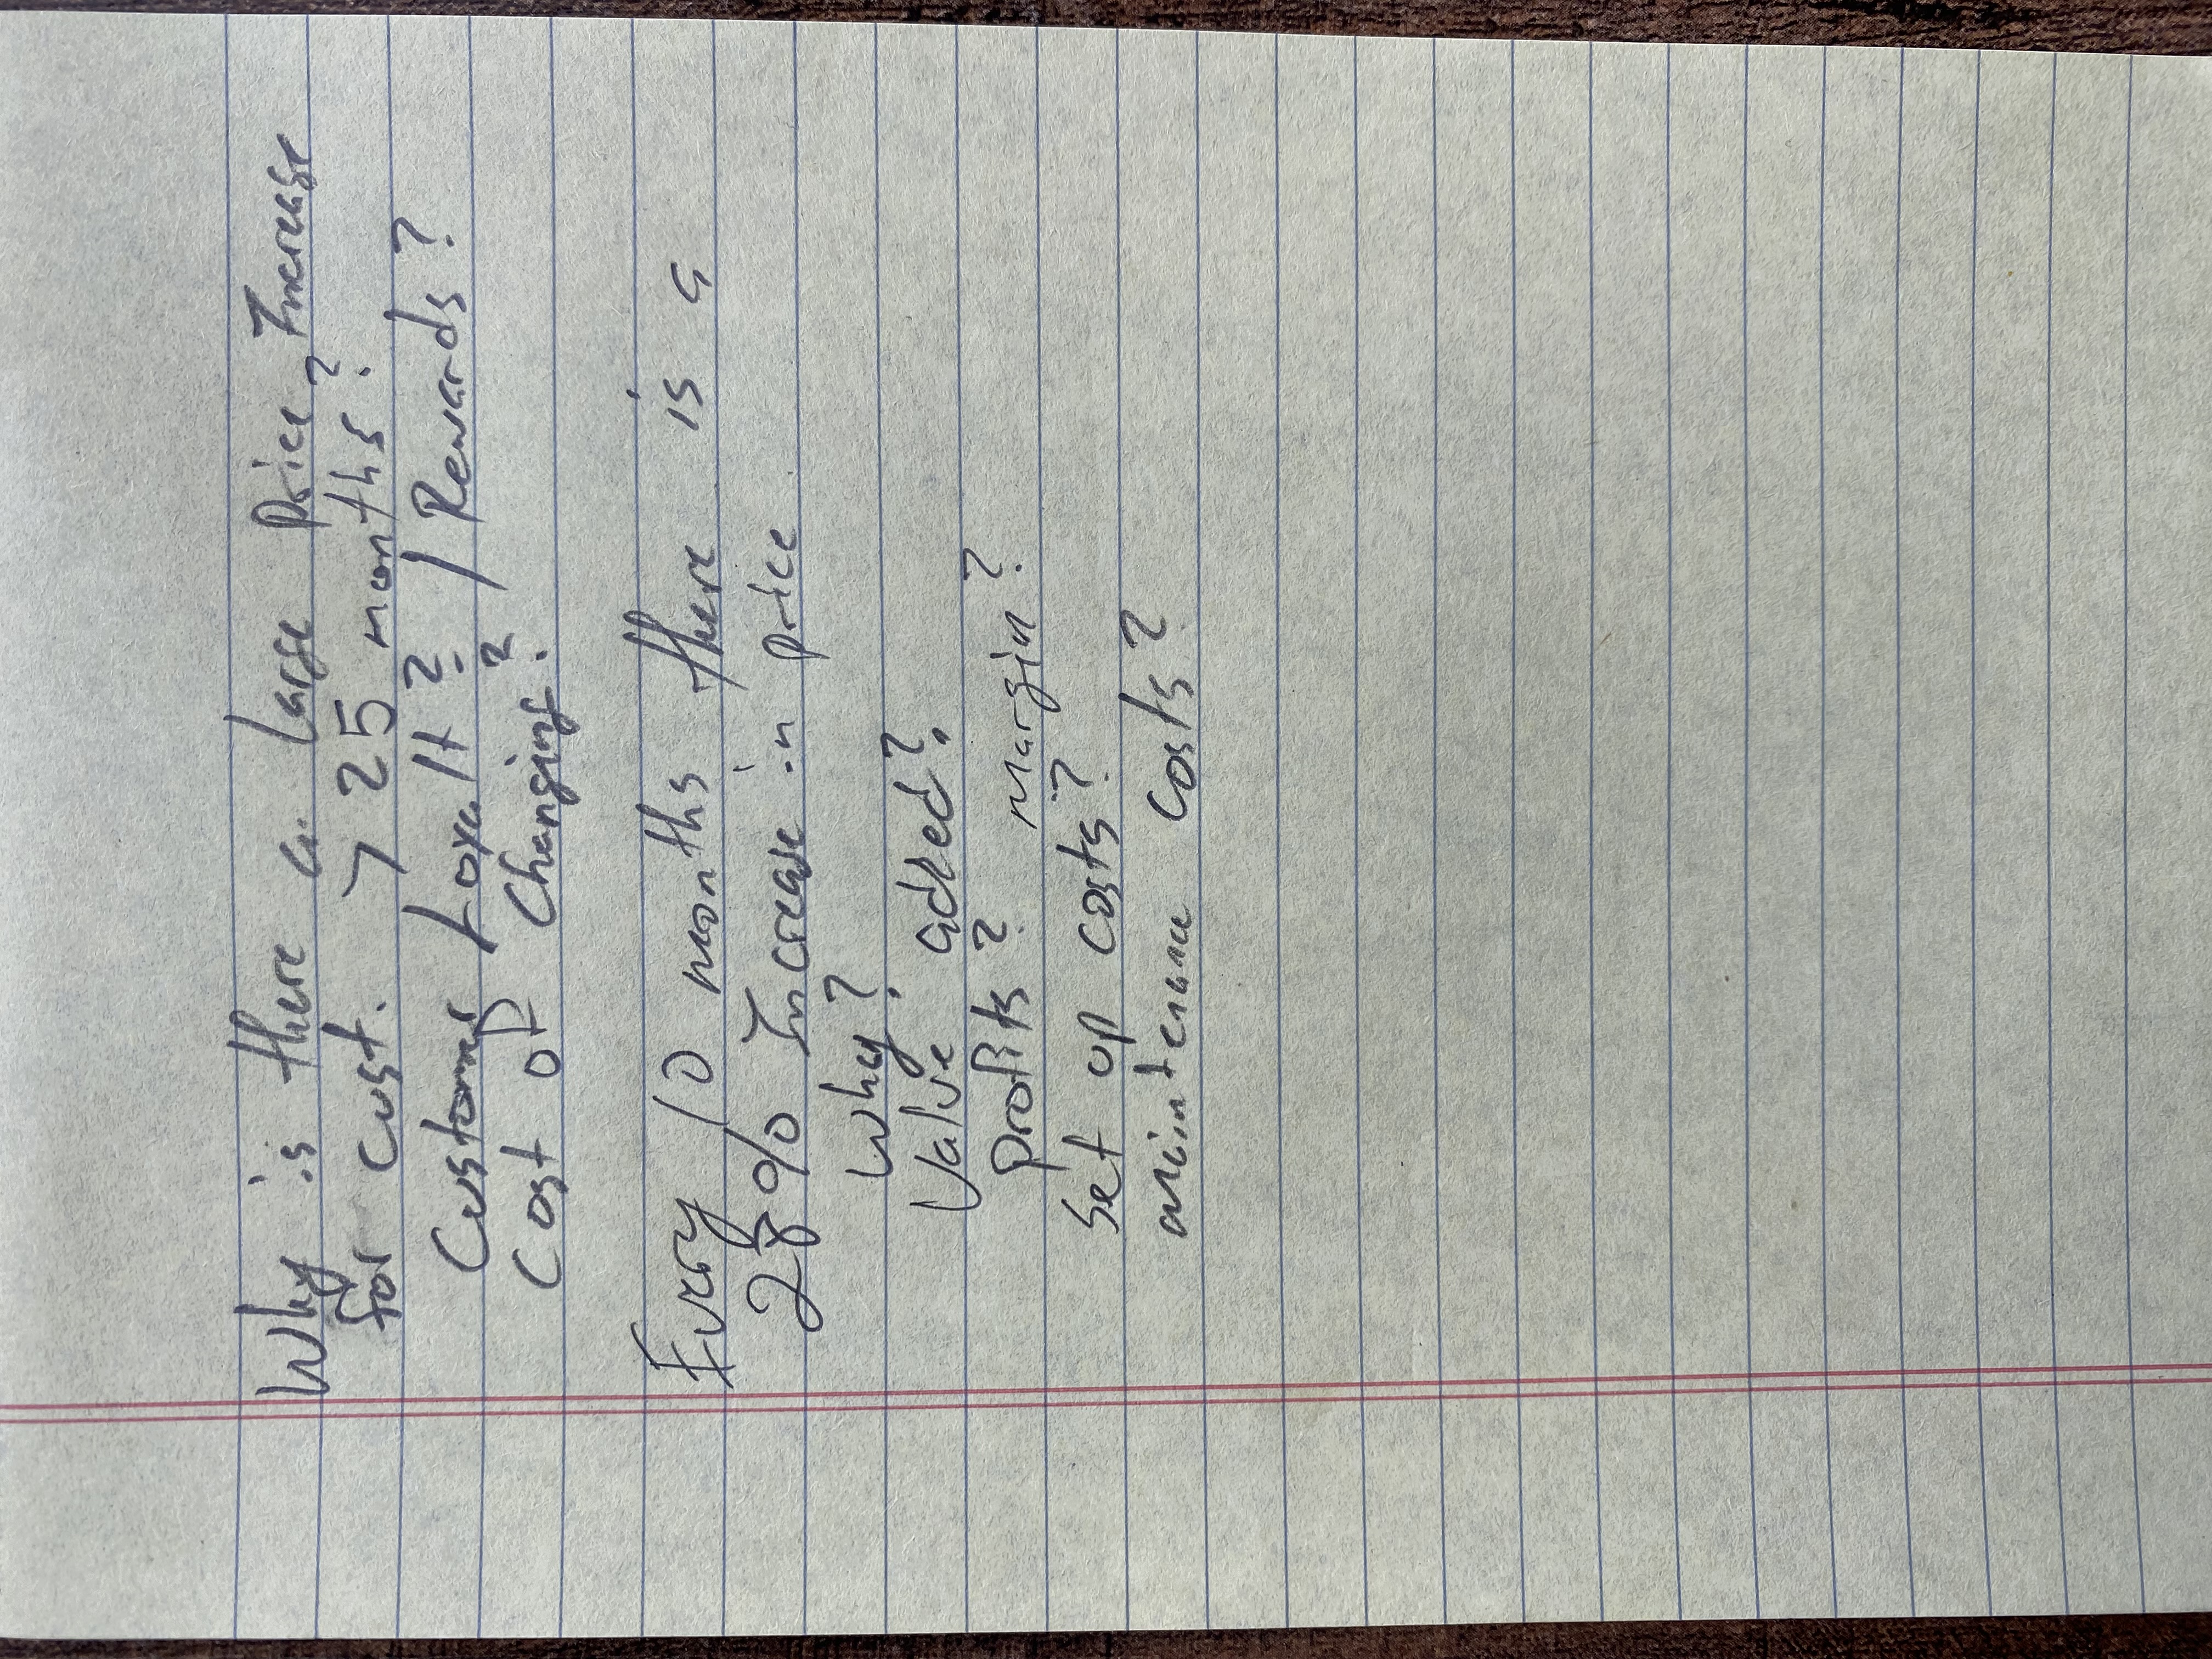 Why is there a large Price Increase
for cust. > 25 months?
Customer Loyalt? / Rewards?
Cost of Changing?
Every 10 months there is a
28% Increase in price
Why?
Value added?
profits? Margin?
Set up costs?
Maintenance Costs?